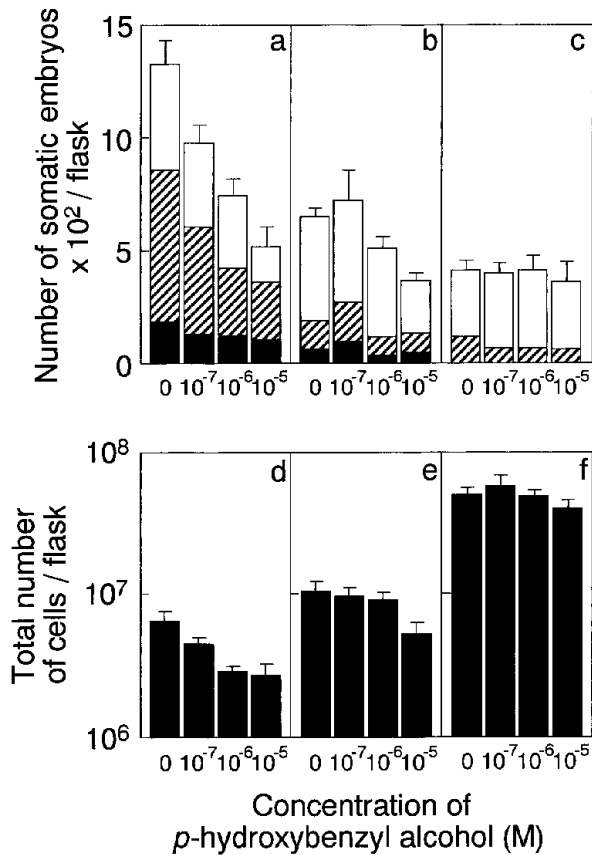 Number of somatic embryos
x 10² / flask
15
10
5
0
a
b
c
0 10⁻⁷ 10⁻⁶ 10⁻⁵
0 10⁻⁷ 10⁻⁶ 10⁻⁵
0 10⁻⁷ 10⁻⁶ 10⁻⁵
Total number
of cells / flask
10⁸
10⁷
10⁶
d
e
f
0 10⁻⁷ 10⁻⁶ 10⁻⁵
0 10⁻⁷ 10⁻⁶ 10⁻⁵
0 10⁻⁷ 10⁻⁶ 10⁻⁵
Concentration of
p-hydroxybenzyl alcohol (M)